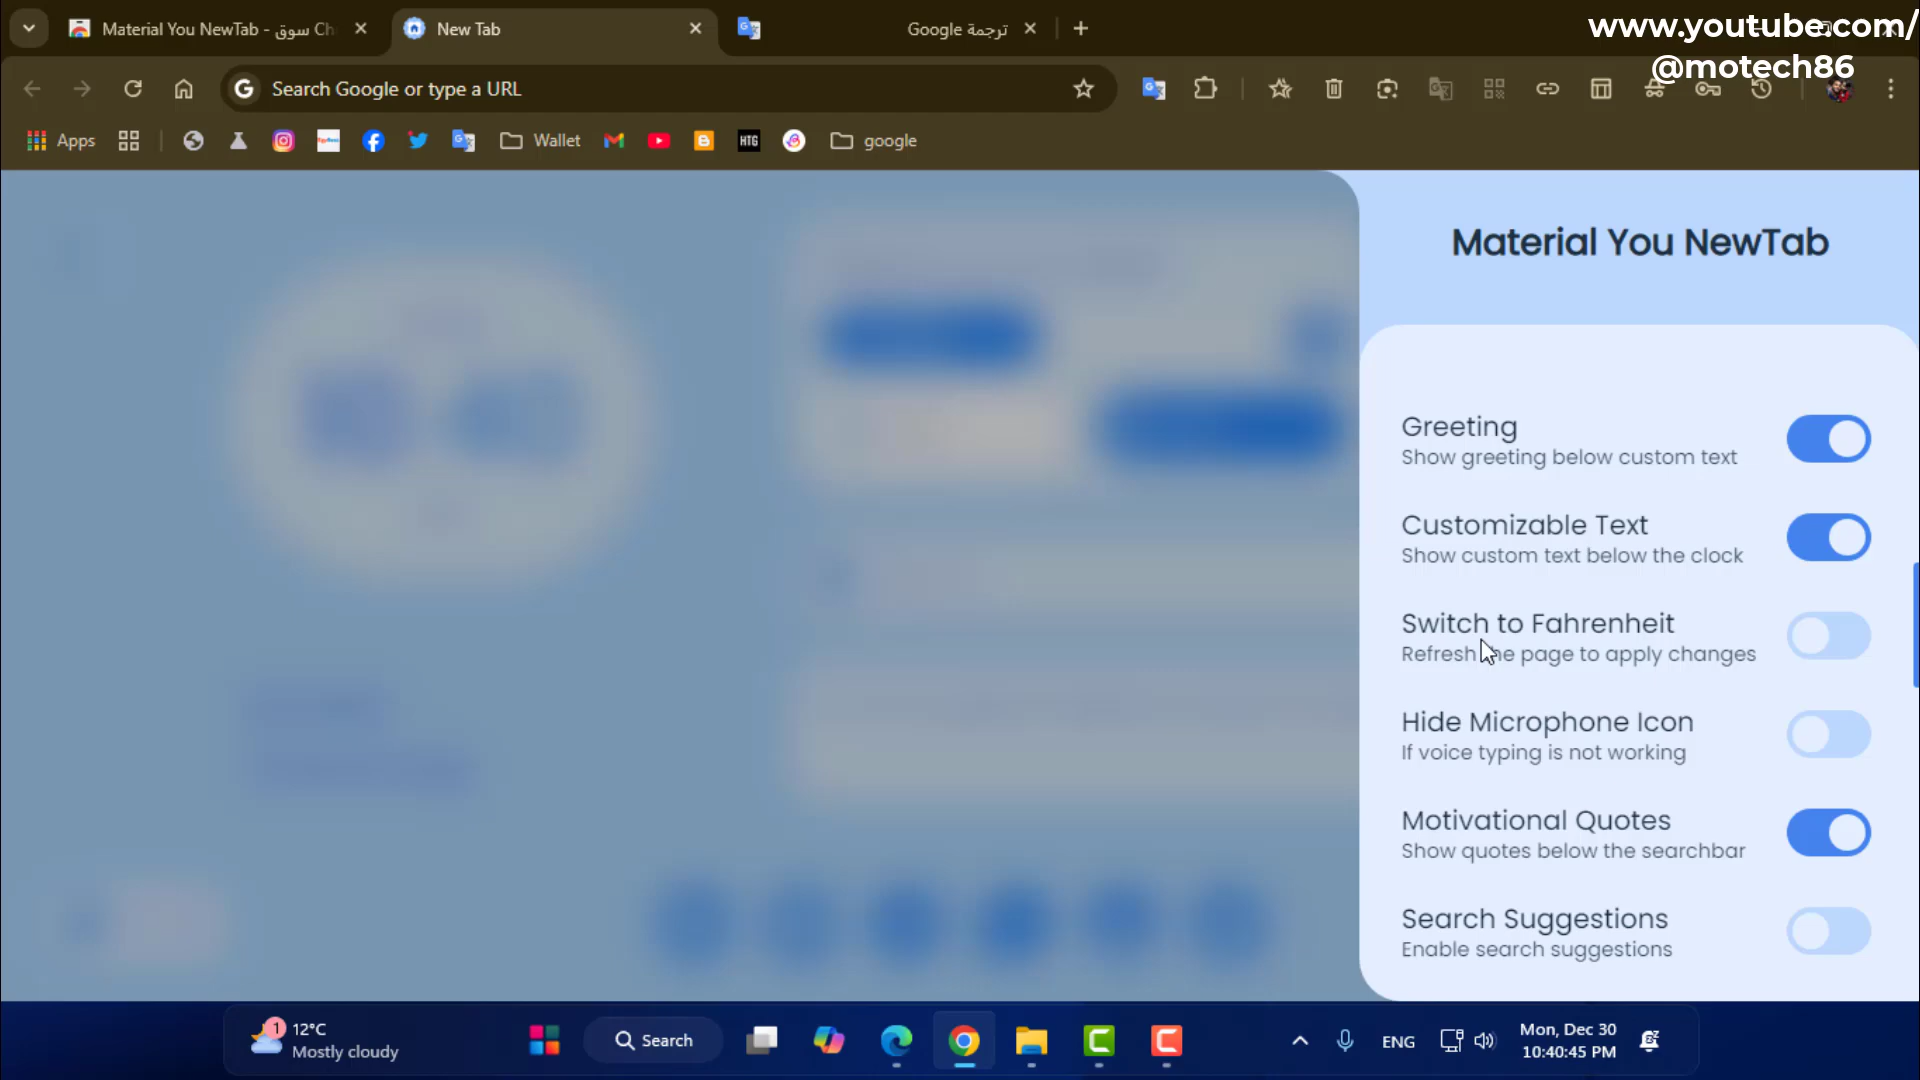 Material You NewTab - سوق Ch
New Tab
ترجمة Google
www.youtube.com/
@motech86
Search Google or type a URL
Apps
Wallet
HTG
google
Material You NewTab
Greeting
Show greeting below custom text
Customizable Text
Show custom text below the clock
Switch to Fahrenheit
Refresh the page to apply changes
Hide Microphone Icon
If voice typing is not working
Motivational Quotes
Show quotes below the searchbar
Search Suggestions
Enable search suggestions
1
12°C
Mostly cloudy
Search
ENG
Mon, Dec 30
10:40:45 PM